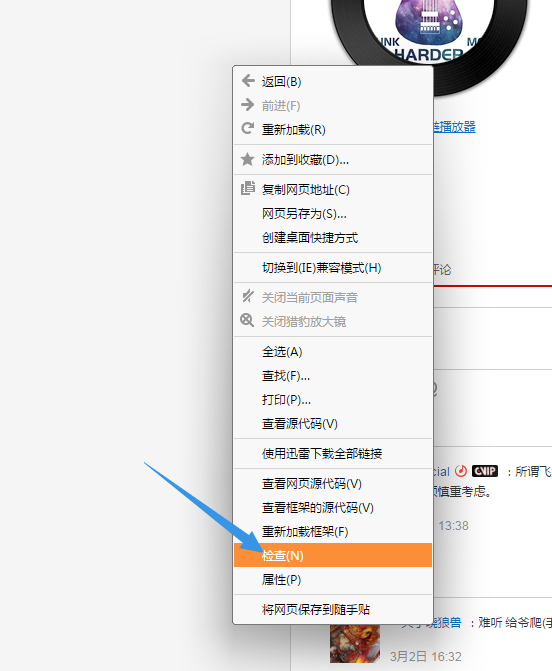 HARDER
返回(B)
前进(F)
重新加载(R)
链播放器
添加到收藏(D)...
复制网页地址(C)
网页另存为(S)...
创建桌面快捷方式
切换到(IE)兼容模式(H)
评论
关闭当前页面声音
关闭猎豹放大镜
全选(A)
查找(F)...
打印(P)...
查看源代码(V)
使用迅雷下载全部链接
cial CVIP ：所谓飞
查看网页源代码(V)
慎重考虑。
查看框架的源代码(V)
重新加载框架(F)
13:38
检查(N)
属性(P)
将网页保存到随手贴
晓狼兽 ：难听 给爷爬(手
3月2日 16:32